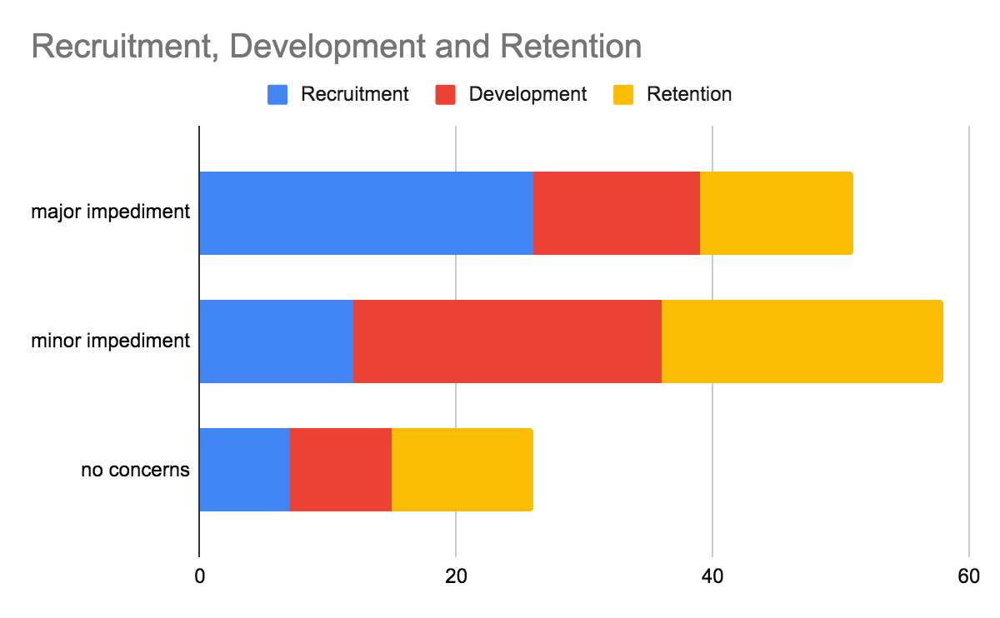 Recruitment, Development and Retention
Recruitment Development Retention
major impediment
minor impediment
no concerns
0 20 40 60